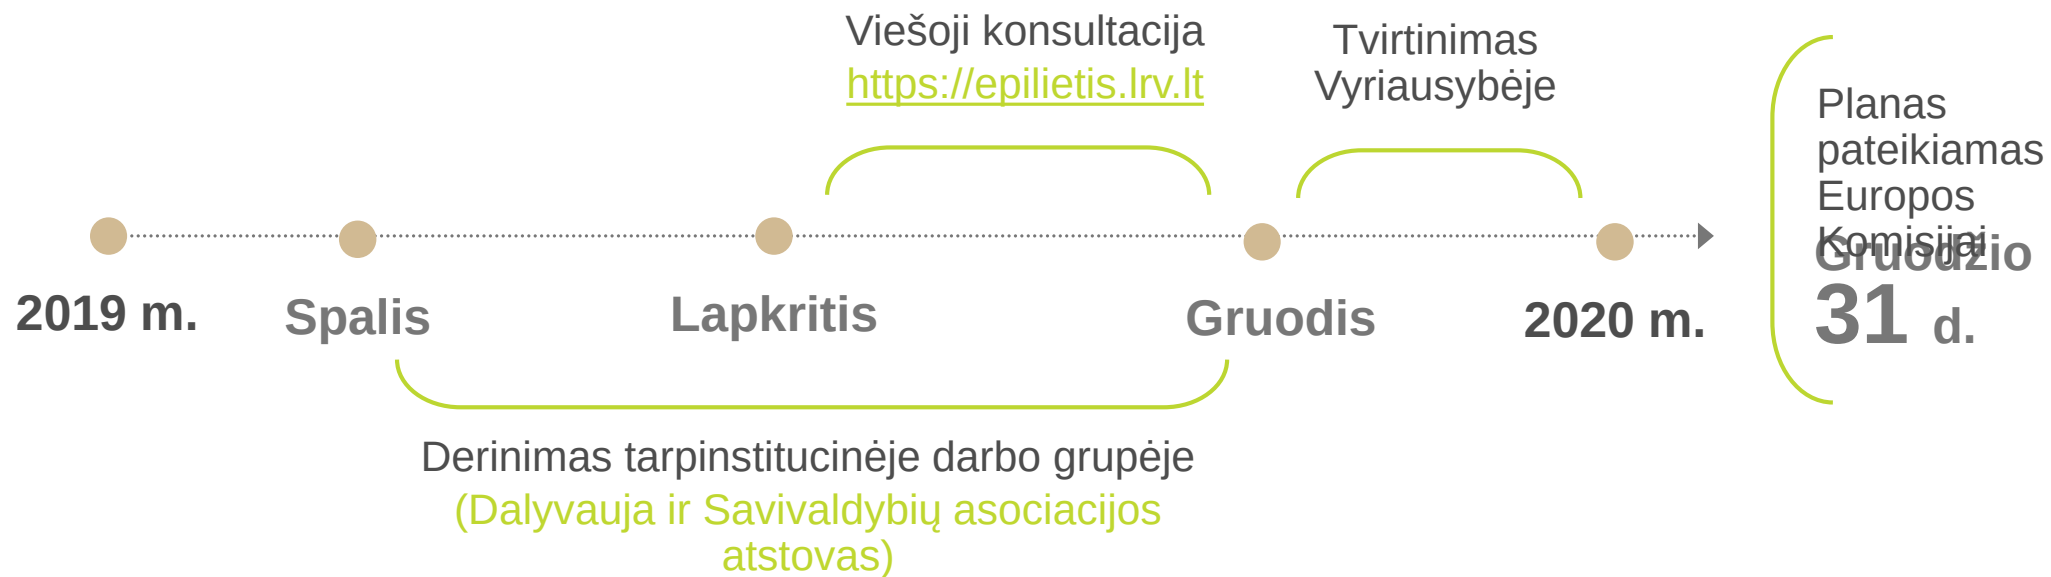 Viešoji konsultacija
https://epilietis.lrv.lt
Tvirtinimas
Vyriausybėje
Planas
pateikiamas
Europos
Komisijai
Gruodžio
31 d.
2019 m.
Spalis
Lapkritis
Gruodis
2020 m.
Derinimas tarpinstitucinėje darbo grupėje
(Dalyvauja ir Savivaldybių asociacijos
atstovas)